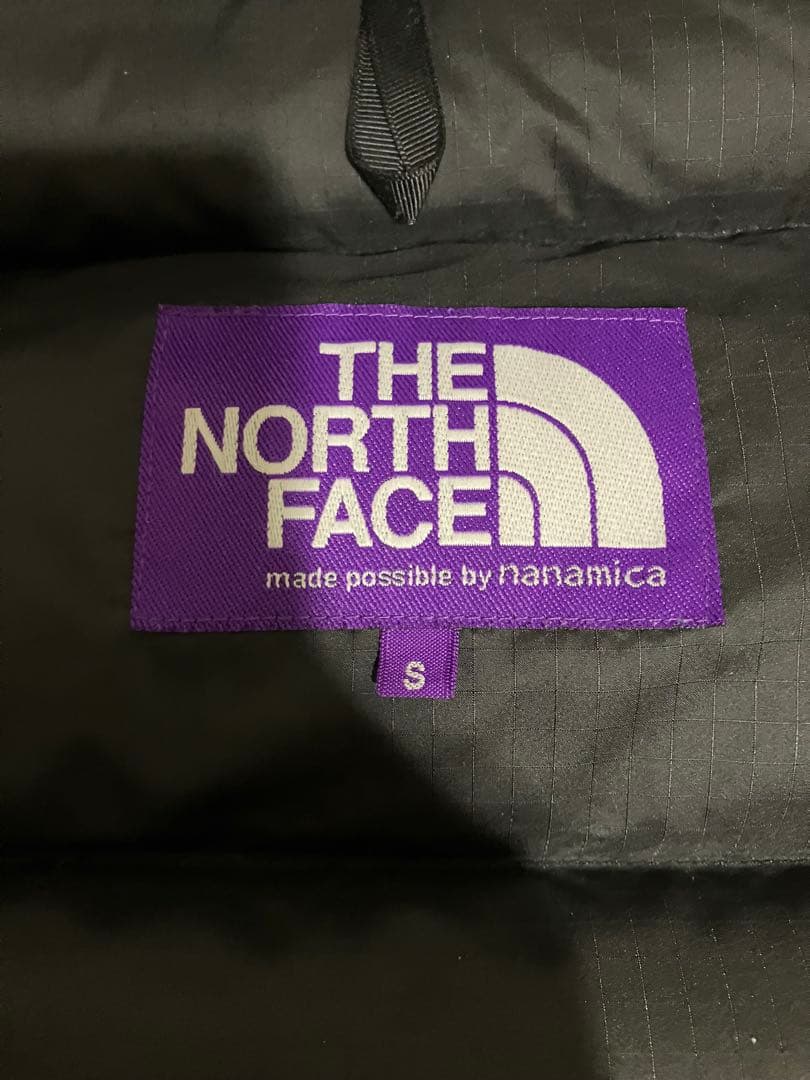 THE
NORTH
FACE
made possible by nanamica
S